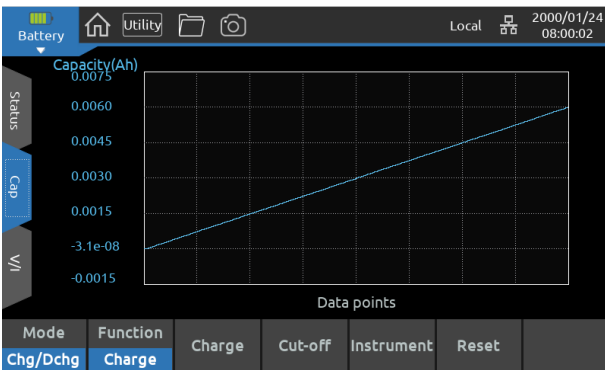 Battery
Utility
Local
2000/01/24
08:00:02
Status
Cap
V/I
Capacity(Ah)
0.0075
0.0060
0.0045
0.0030
0.0015
-3.1e-08
-0.0015
Data points
Mode
Chg/Dchg
Function
Charge
Charge
Cut-off
Instrument
Reset